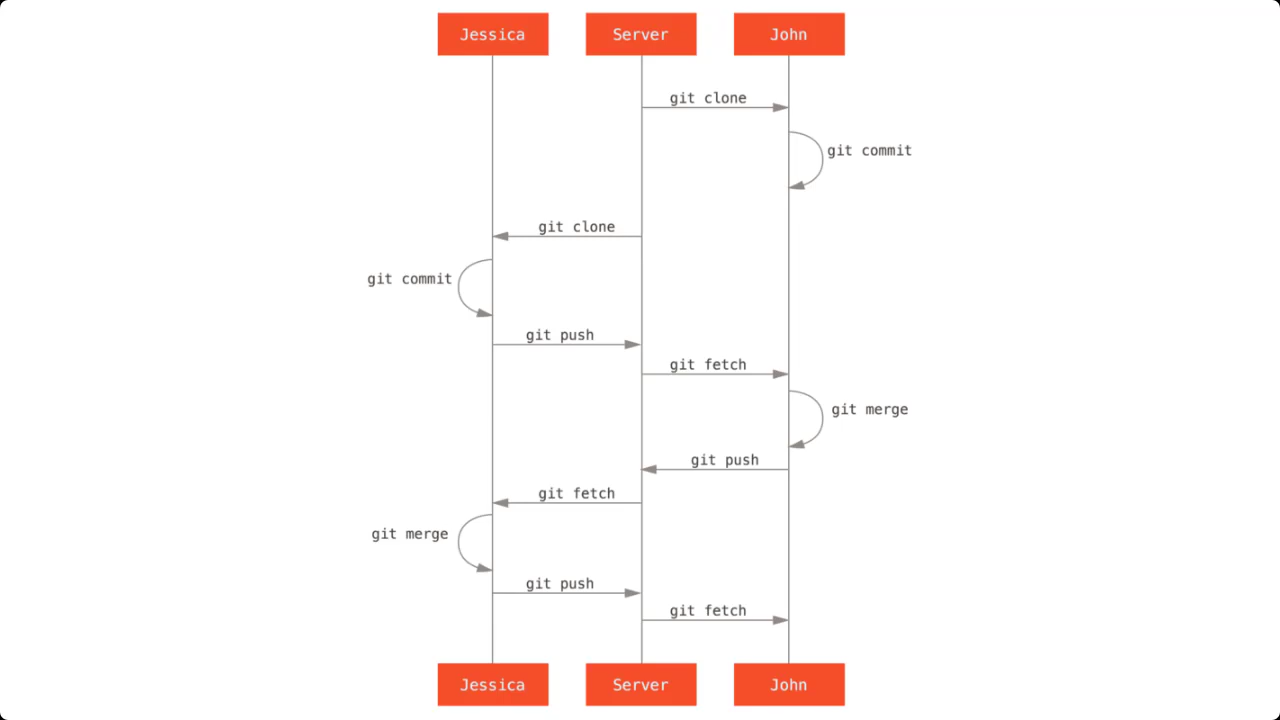 Jessica Server John
git clone
git commit
git clone
git commit
git push
git fetch
git merge
git push
git fetch
git merge
git push
git fetch
Jessica Server John